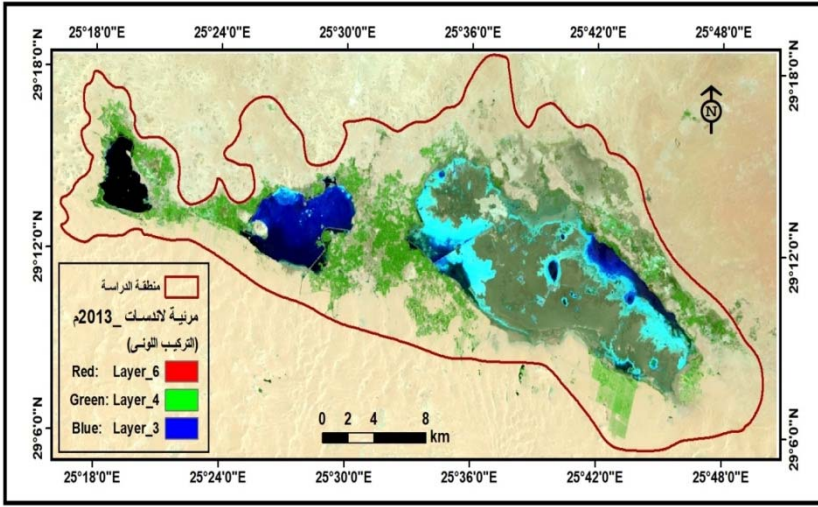 25°18'0"E 25°24'0"E 25°30'0"E 25°36'0"E 25°42'0"E 25°48'0"E
29°18'0"N
29°18'0"N
N
29°12'0"N
29°12'0"N
منطقة الدراسة
مرئية لاندسات _2013م
(التركيب اللونى)
Red: Layer_6
Green: Layer_4
Blue: Layer_3
0 2 4 8
km
29°6'0"N
29°6'0"N
25°18'0"E 25°24'0"E 25°30'0"E 25°36'0"E 25°42'0"E 25°48'0"E